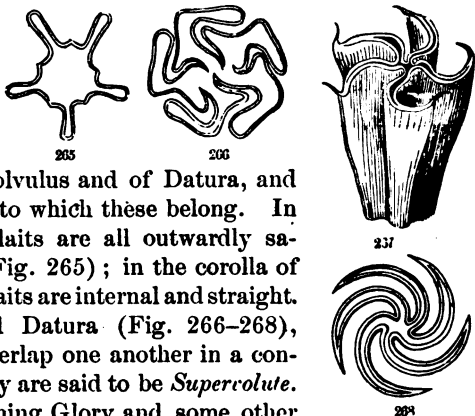 265
266
olvulus and of Datura, and
to which these belong. In
laits are all outwardly sa-
Fig. 265) ; in the corolla of
aits are internal and straight.
l Datura (Fig. 266–268),
erlap one another in a con-
y are said to be Supervolute.
ning Glory and some other
267
268